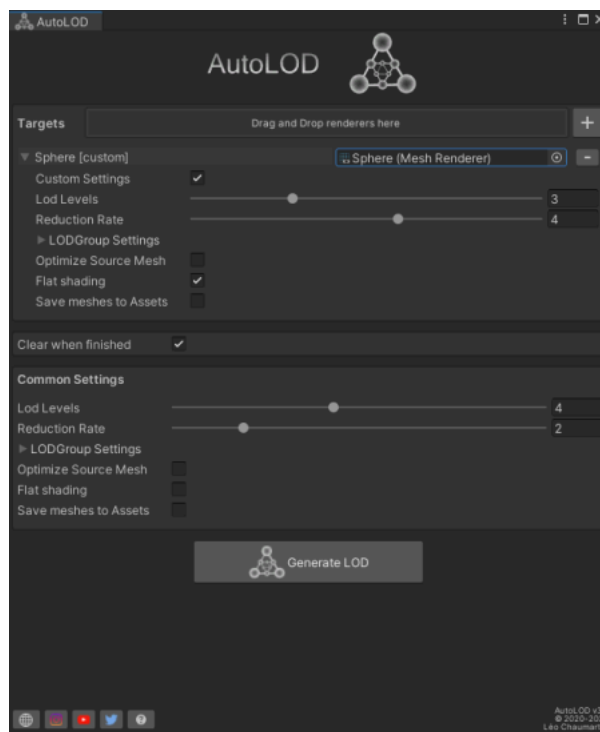 AutoLOD
AutoLOD
Targets
Drag and Drop renderers here
+
Sphere [custom]
Sphere (Mesh Renderer)
-
Custom Settings
Lod Levels
3
Reduction Rate
4
LODGroup Settings
Optimize Source Mesh
Flat shading
Save meshes to Assets
Clear when finished
Common Settings
Lod Levels
4
Reduction Rate
2
LODGroup Settings
Optimize Source Mesh
Flat shading
Save meshes to Assets
Generate LOD
AutoLOD
© 2020-20
Léo Chaumar